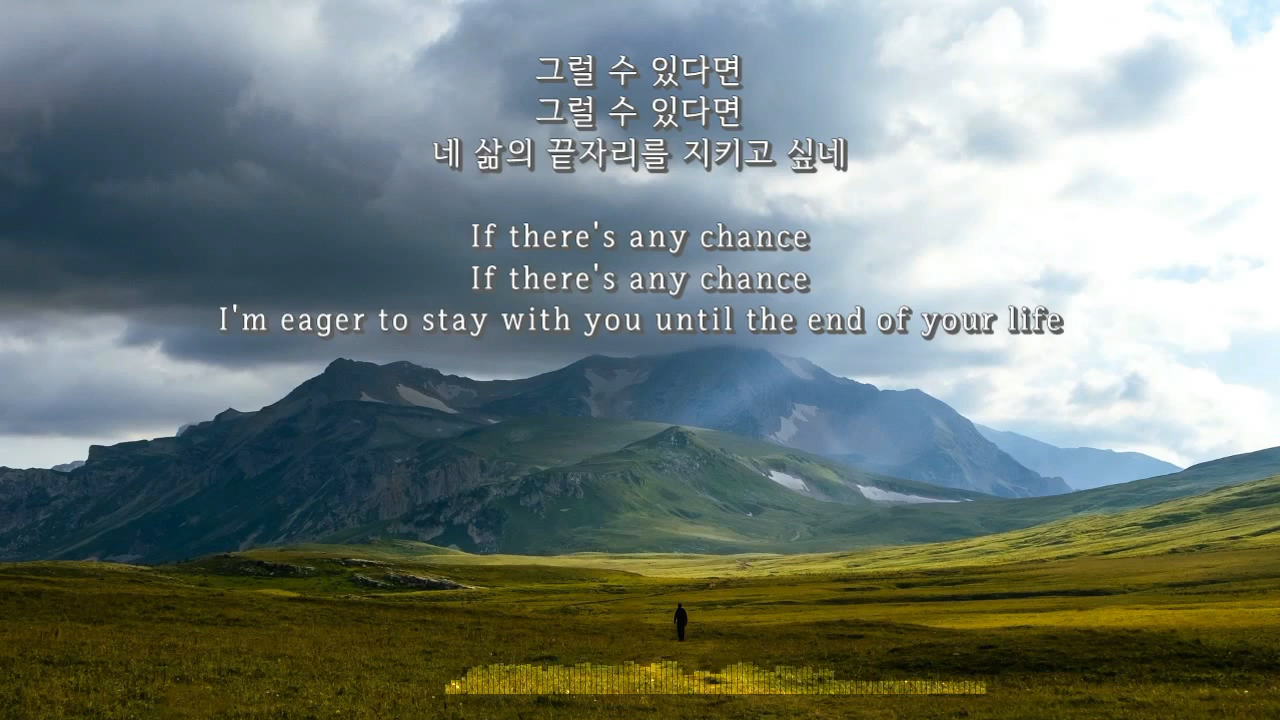 그럴 수 있다면
그럴 수 있다면
네 삶의 끝자리를 지키고 싶네
If there's any chance
If there's any chance
I'm eager to stay with you until the end of your life